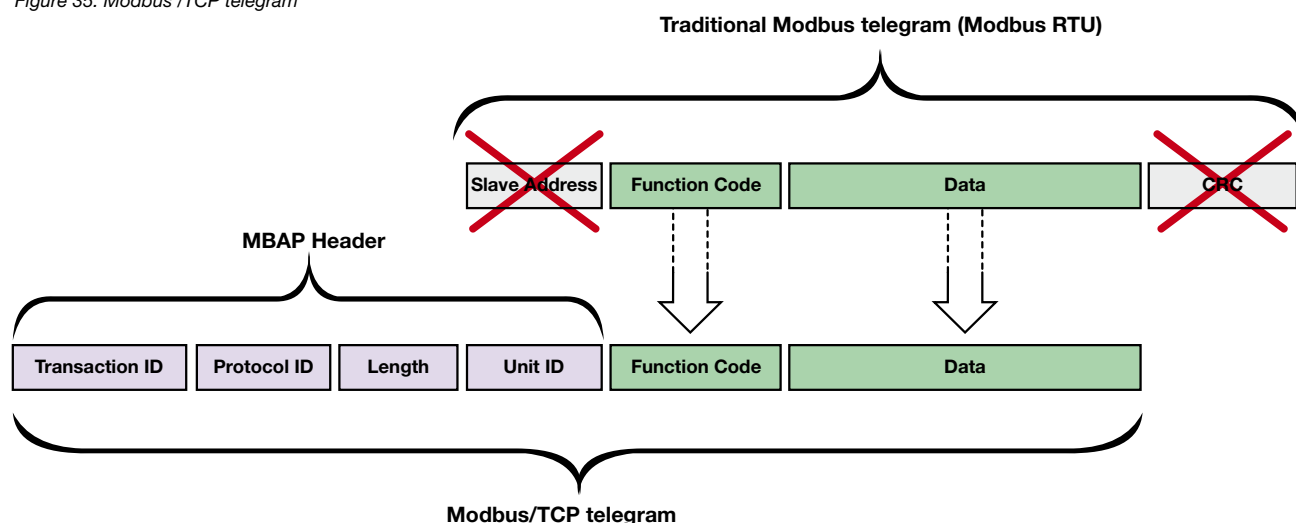 Figure 35: Modbus /TCP telegram
Traditional Modbus telegram (Modbus RTU)
Slave Address Function Code Data CRC
MBAP Header
Transaction ID Protocol ID Length Unit ID Function Code Data
Modbus/TCP telegram